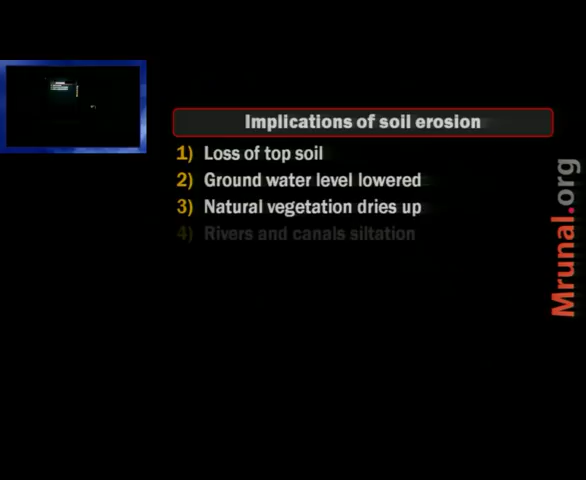 Implications of soil erosion
1) Loss of top soil
2) Ground water level lowered
3) Natural vegetation dries up
4) Rivers and canals siltation
Mrunal.org